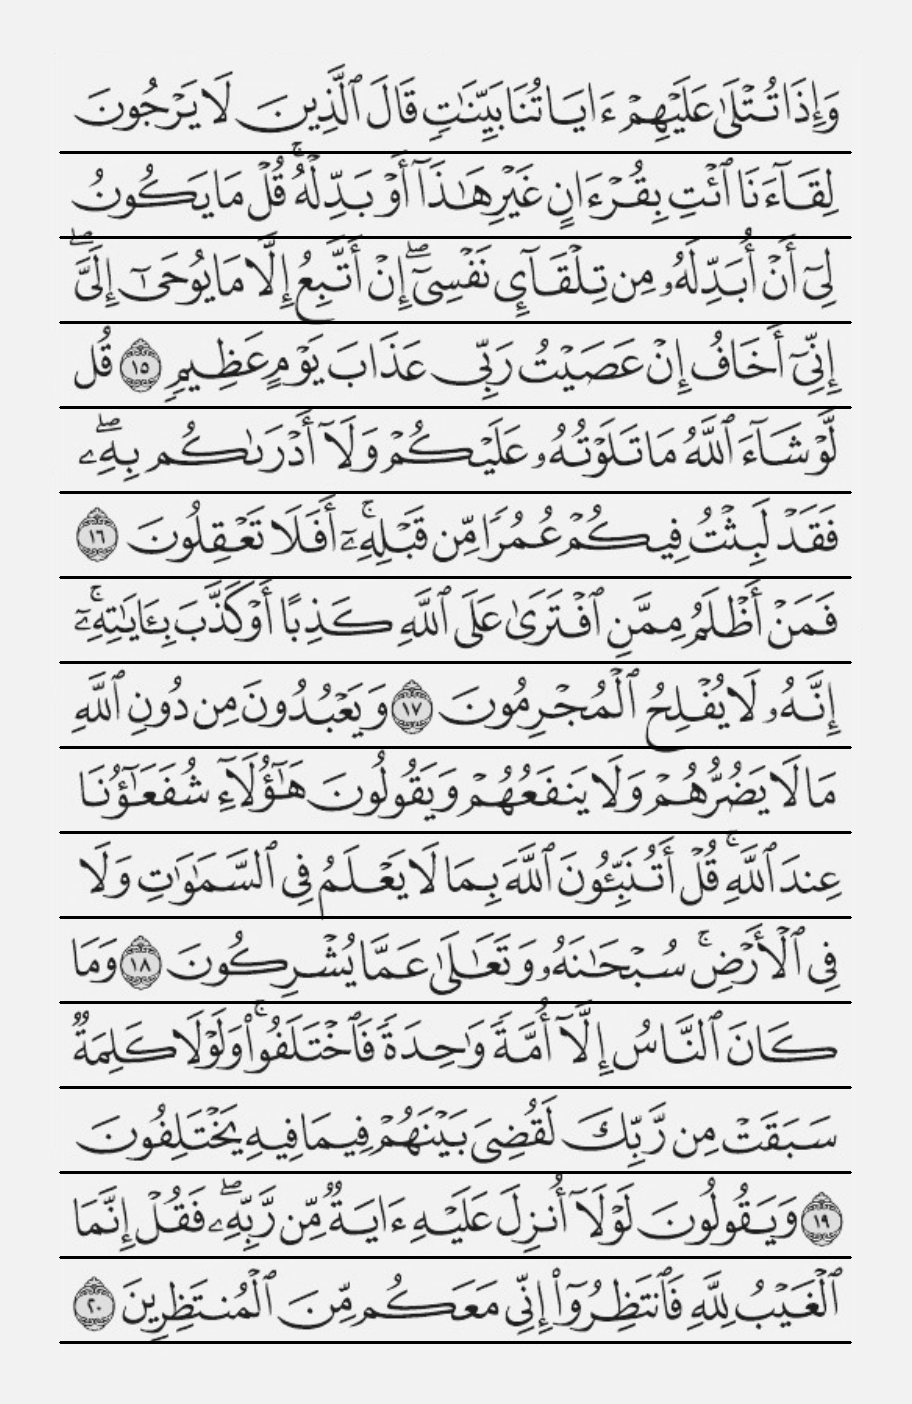 وَإِذَا تُتْلَىٰ عَلَيْهِمْ ءَايَاتُنَا بَيِّنَٰتٍ قَالَ ٱلَّذِينَ لَا يَرْجُونَ
لِقَآءَنَا ٱئْتِ بِقُرْءَانٍ غَيْرِ هَٰذَآ أَوْ بَدِّلْهُ ۚ قُلْ مَا يَكُونُ
لِىٓ أَنْ أُبَدِّلَهُۥ مِن تِلْقَآئِ نَفْسِىٓ ۖ إِنْ أَتَّبِعُ إِلَّا مَا يُوحَىٰٓ إِلَىَّ ۖ
إِنِّىٓ أَخَافُ إِنْ عَصَيْتُ رَبِّى عَذَابَ يَوْمٍ عَظِيمٍ ١٥ قُل
لَّوْ شَآءَ ٱللَّهُ مَا تَلَوْتُهُۥ عَلَيْكُمْ وَلَآ أَدْرَىٰكُم بِهِۦ ۖ
فَقَدْ لَبِثْتُ فِيكُمْ عُمُرًا مِّن قَبْلِهِۦٓ ۚ أَفَلَا تَعْقِلُونَ ١٦
فَمَنْ أَظْلَمُ مِمَّنِ ٱفْتَرَىٰ عَلَى ٱللَّهِ كَذِبًا أَوْ كَذَّبَ بِـَٔايَٰتِهِۦٓ ۚ
إِنَّهُۥ لَا يُفْلِحُ ٱلْمُجْرِمُونَ ١٧ وَيَعْبُدُونَ مِن دُونِ ٱللَّهِ
مَا لَا يَضُرُّهُمْ وَلَا يَنفَعُهُمْ وَيَقُولُونَ هَٰٓؤُلَآءِ شُفَعَٰٓؤُنَا
عِندَ ٱللَّهِ ۚ قُلْ أَتُنَبِّـُٔونَ ٱللَّهَ بِمَا لَا يَعْلَمُ فِى ٱلسَّمَٰوَٰتِ وَلَا
فِى ٱلْأَرْضِ ۚ سُبْحَٰنَهُۥ وَتَعَٰلَىٰ عَمَّا يُشْرِكُونَ ١٨ وَمَا
كَانَ ٱلنَّاسُ إِلَّآ أُمَّةً وَٰحِدَةً فَٱخْتَلَفُوا۟ ۚ وَلَوْلَا كَلِمَةٌ
سَبَقَتْ مِن رَّبِّكَ لَقُضِىَ بَيْنَهُمْ فِيمَا فِيهِ يَخْتَلِفُونَ
١٩ وَيَقُولُونَ لَوْلَآ أُنزِلَ عَلَيْهِ ءَايَةٌ مِّن رَّبِّهِۦ ۖ فَقُلْ إِنَّمَا
ٱلْغَيْبُ لِلَّهِ فَٱنتَظِرُوٓا۟ إِنِّى مَعَكُم مِّنَ ٱلْمُنتَظِرِينَ ٢٠